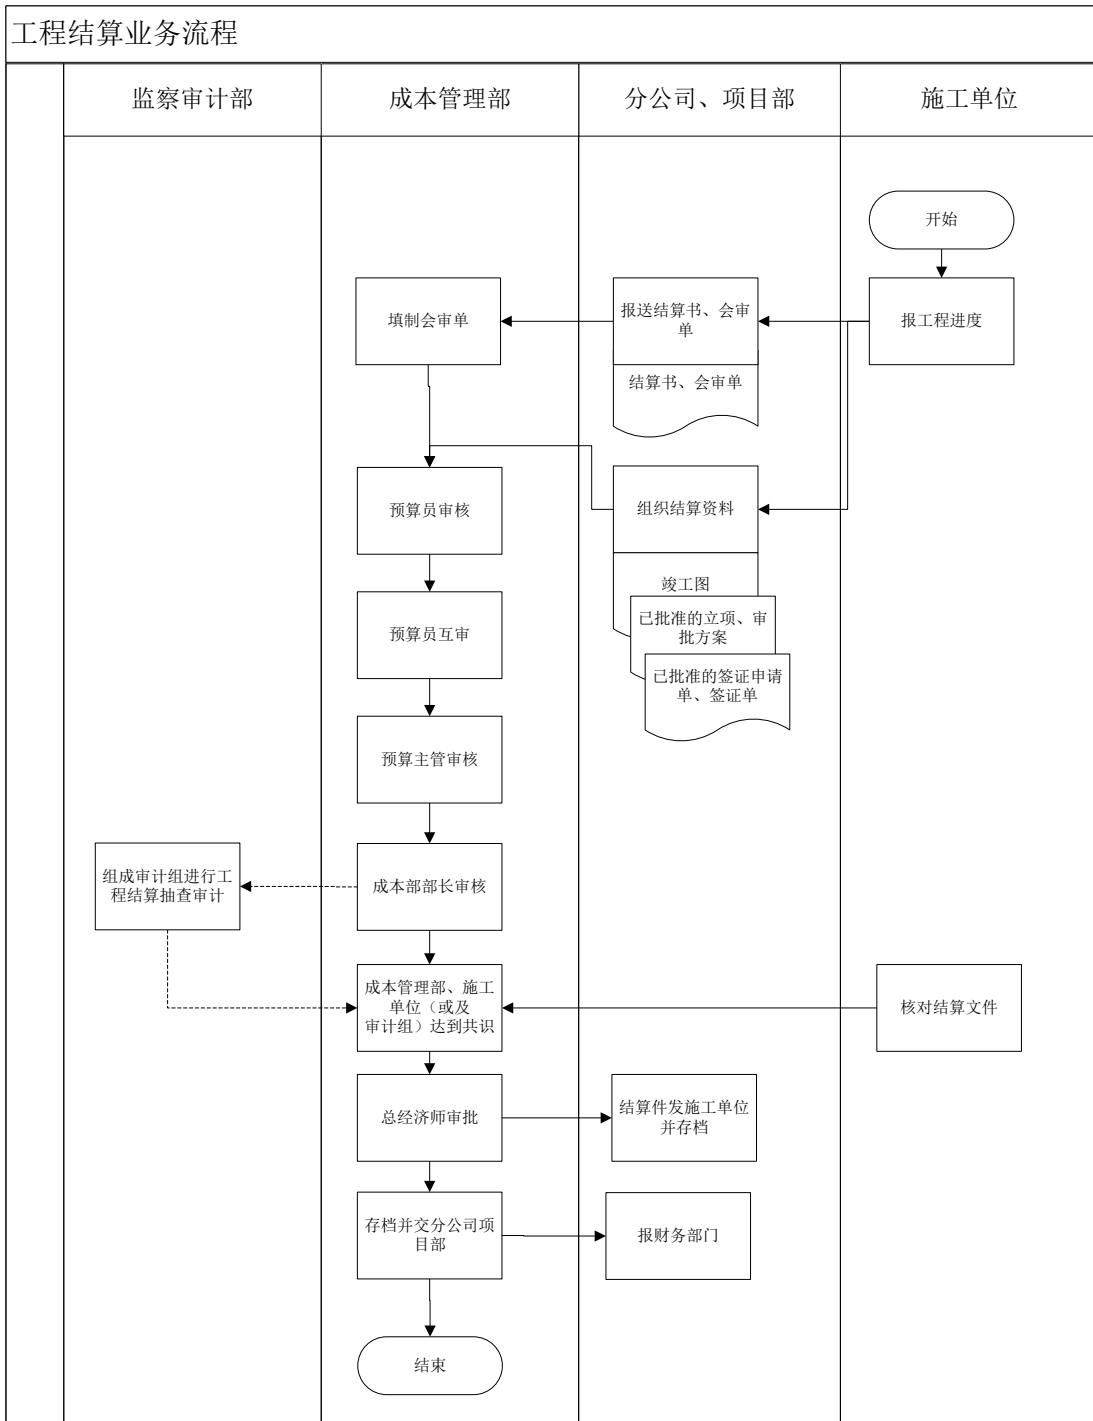 工程结算业务流程
监察审计部
成本管理部
分公司、项目部
施工单位
开始
填制会审单
报送结算书、会审
单
报工程进度
结算书、会审单
预算员审核
组织结算资料
竣工图
已批准的立项、审
批方案
预算员互审
已批准的签证申请
单、签证单
预算主管审核
组成审计组进行工
程结算抽查审计
成本部部长审核
成本管理部、施工
单位（或及
审计组）达到共识
核对结算文件
总经济师审批
结算件发施工单位
并存档
存档并交分公司项
目部
报财务部门
结束